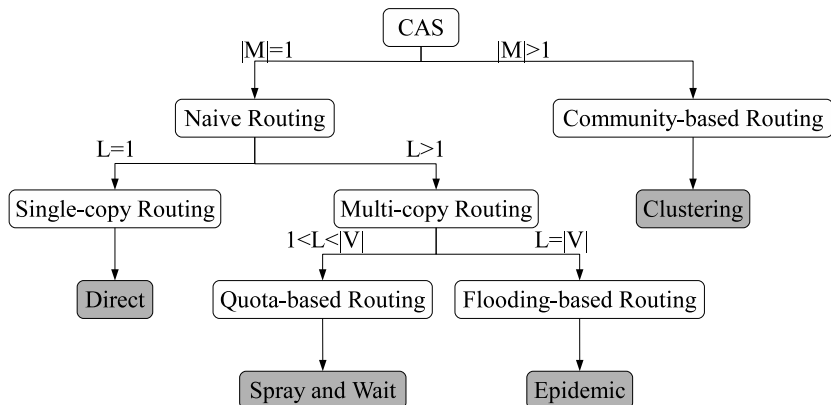 CAS
|M|=1
|M|>1
Naive Routing
Community-based Routing
L=1
L>1
Single-copy Routing
Multi-copy Routing
Clustering
1<L<|V|
L=|V|
Direct
Quota-based Routing
Flooding-based Routing
Spray and Wait
Epidemic